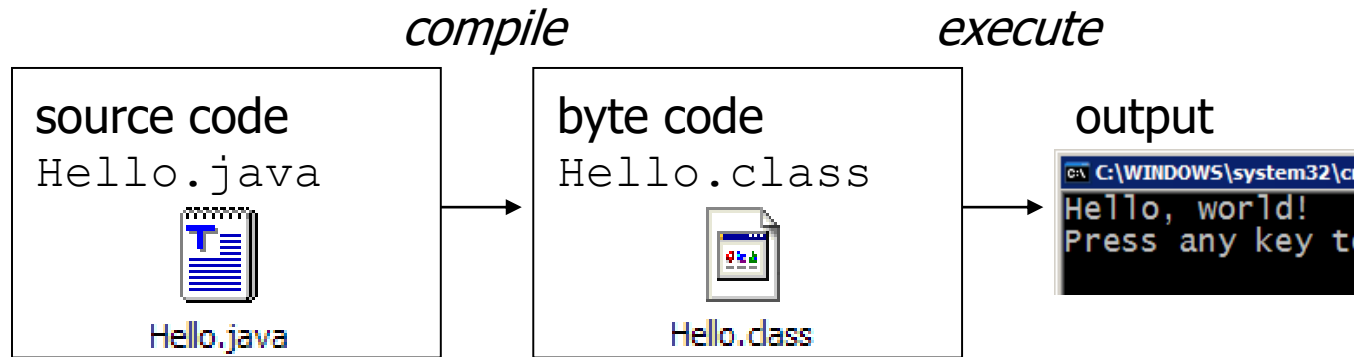 compile
execute
source code
Hello.java
Hello.java
byte code
Hello.class
Hello.class
output
C:\WINDOWS\system32\c
Hello, world!
Press any key t